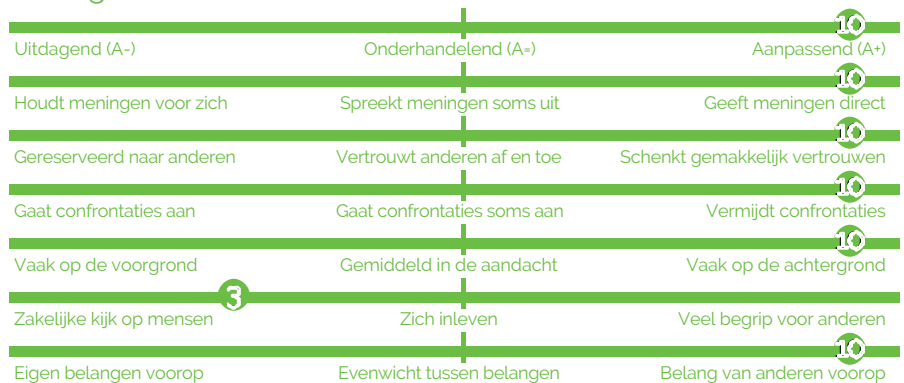 10
Uitdagend (A-) Onderhandelend (A=) Aanpassend (A+)
10
Houdt meningen voor zich Spreekt meningen soms uit Geeft meningen direct
10
Gereserveerd naar anderen Vertrouwt anderen af en toe Schenkt gemakkelijk vertrouwen
10
Gaat confrontaties aan Gaat confrontaties soms aan Vermijdt confrontaties
10
Vaak op de voorgrond Gemiddeld in de aandacht Vaak op de achtergrond
3
Zakelijke kijk op mensen Zich inleven Veel begrip voor anderen
10
Eigen belangen voorop Evenwicht tussen belangen Belang van anderen voorop